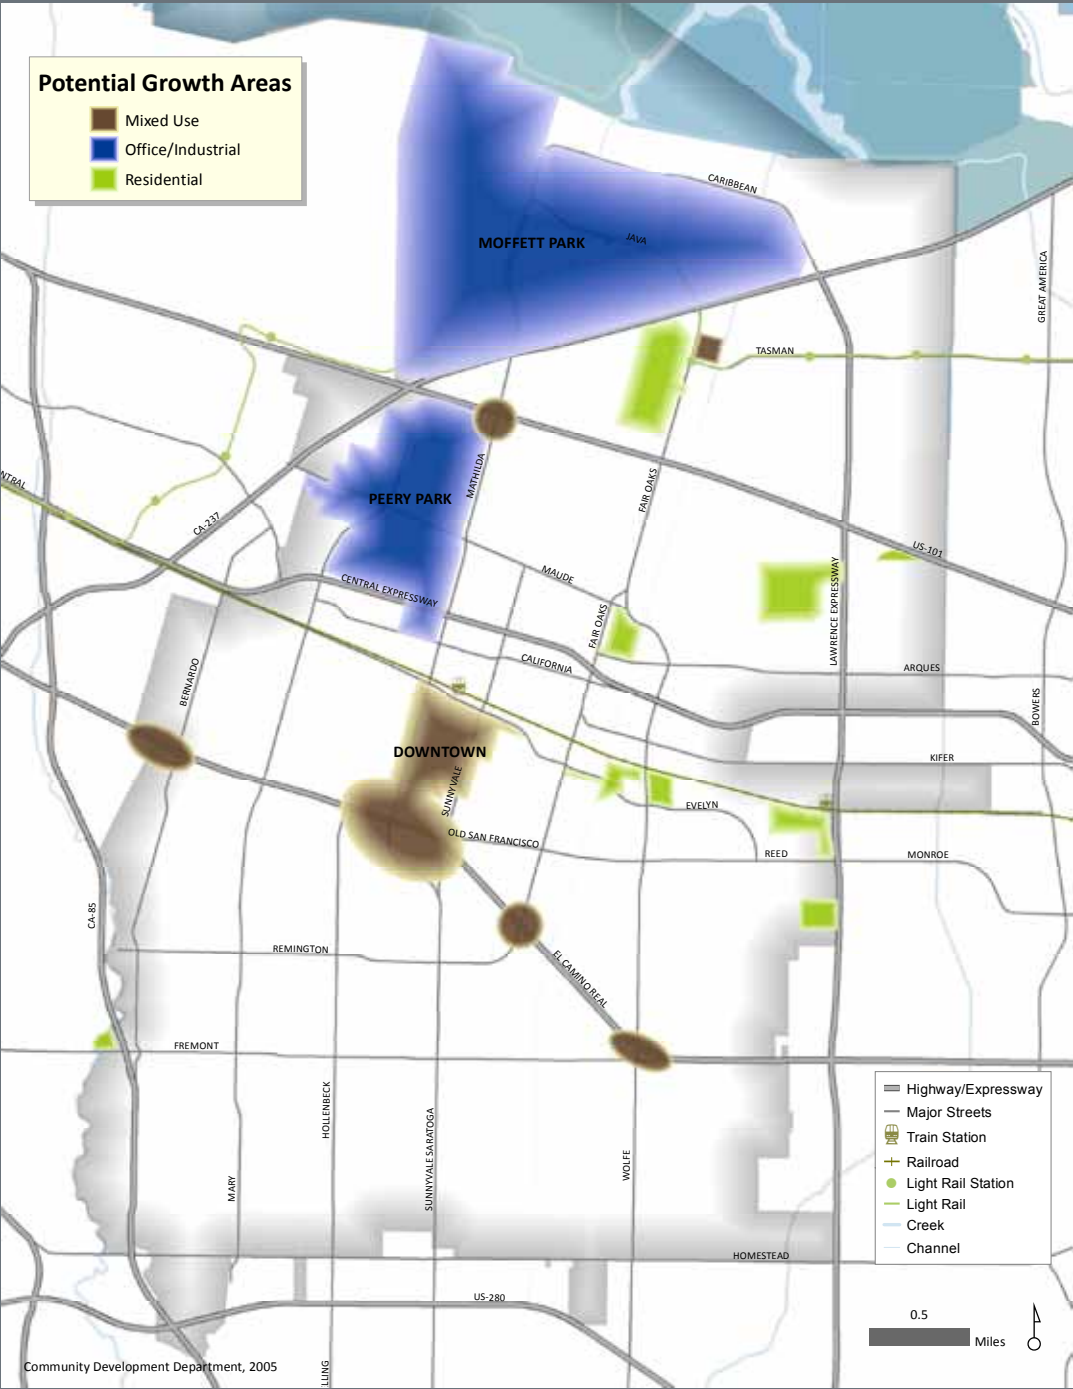 Potential Growth Areas
Mixed Use
Office/Industrial
Residential
CARIBBEAN
MOFFETT PARK
JAVA
GREAT AMERICA
TASMAN
MATHILDA
PEERY PARK
FAIR OAKS
NTRAL
CA-237
US-101
MAUDE
CENTRAL EXPRESSWAY
LAWRENCE EXPRESSWAY
FAIR OAKS
CALIFORNIA
ARQUES
BERNARDO
BOWERS
DOWNTOWN
KIFER
SUNNYVALE
EVELYN
OLD SAN FRANCISCO
REED
MONROE
CA-85
REMINGTON
EL CAMINO REAL
FREMONT
HOLLENBECK
SUNNYVALE SARATOGA
WOLFE
MARY
HOMESTEAD
US-280
LLING
Highway/Expressway
Major Streets
Train Station
Railroad
Light Rail Station
Light Rail
Creek
Channel
0.5
Miles
Community Development Department, 2005